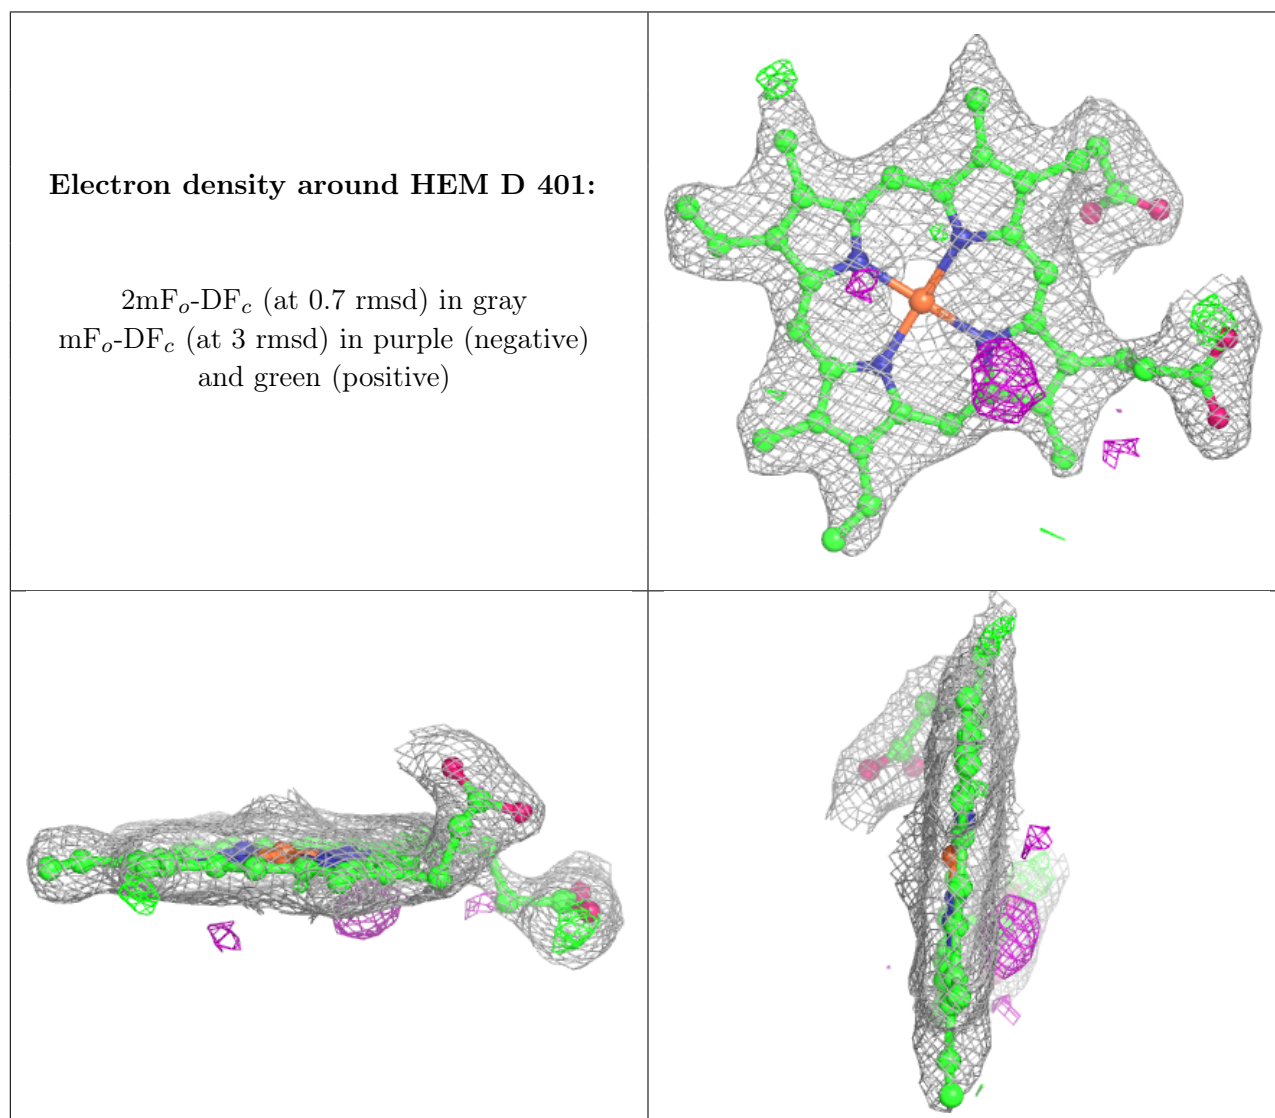 Electron density around HEM D 401:
2mFo-DFc (at 0.7 rmsd) in gray
mFo-DFc (at 3 rmsd) in purple (negative)
and green (positive)